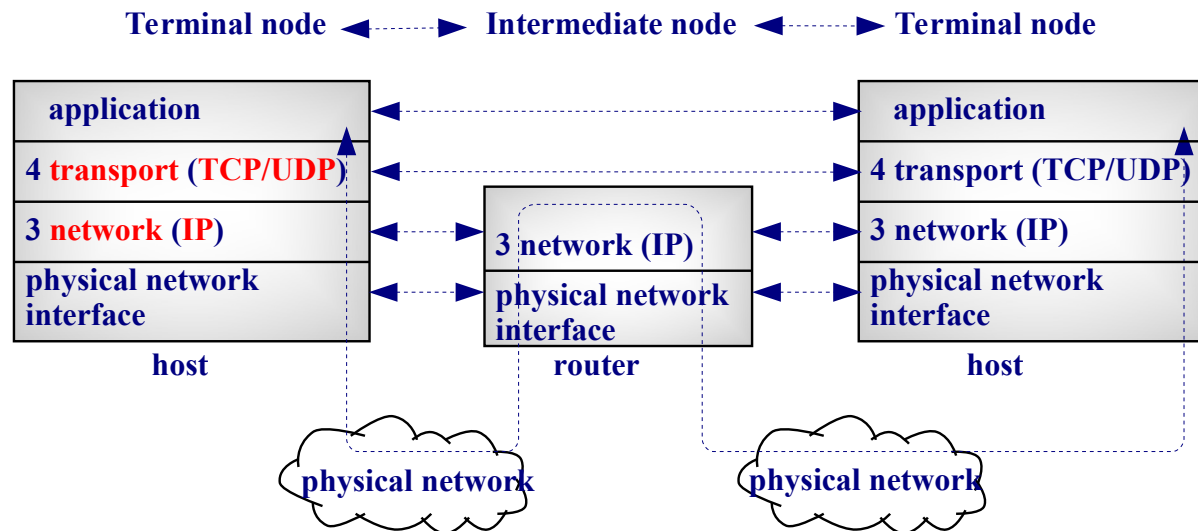 Terminal node
Intermediate node
Terminal node
application
4 transport (TCP/UDP)
3 network (IP)
physical network
interface
host
3 network (IP)
physical network
interface
router
application
4 transport (TCP/UDP)
3 network (IP)
physical network
interface
host
physical network
physical network